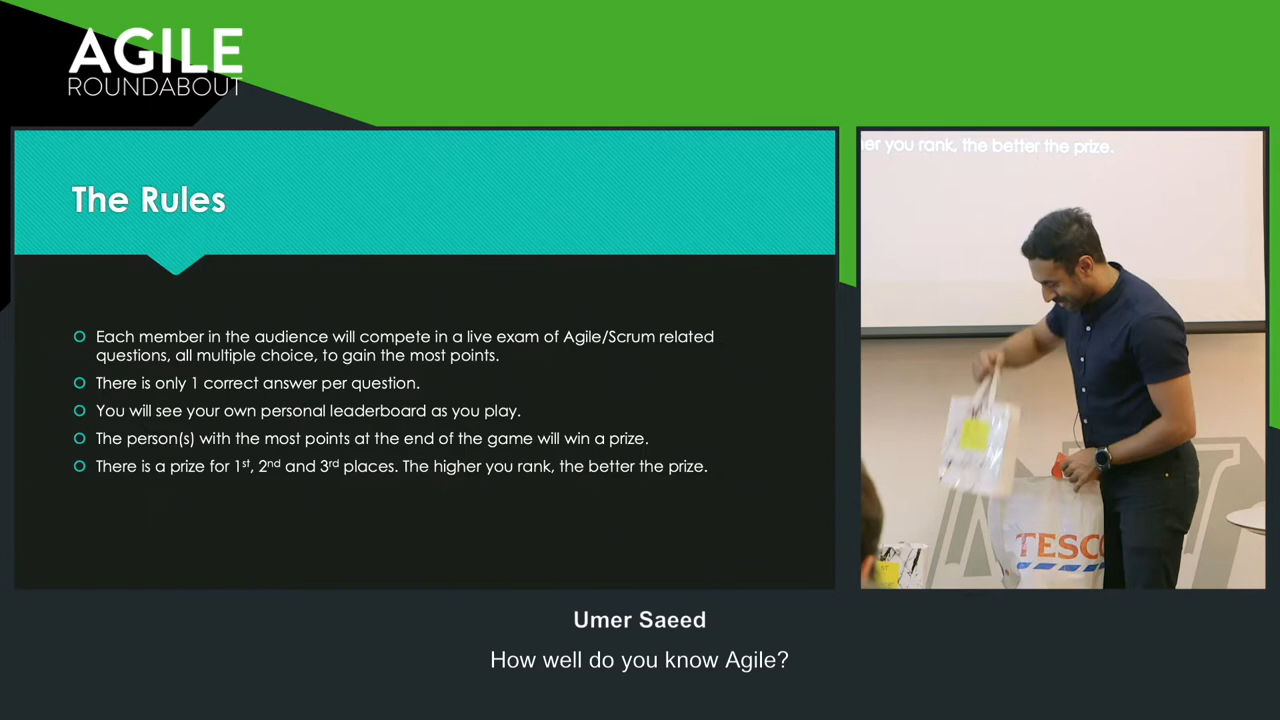 AGILE
ROUNDABOUT
The Rules
Each member in the audience will compete in a live exam of Agile/Scrum related
questions, all multiple choice, to gain the most points.
There is only 1 correct answer per question.
You will see your own personal leaderboard as you play.
The person(s) with the most points at the end of the game will win a prize.
There is a prize for 1st, 2nd and 3rd places. The higher you rank, the better the prize.
you rank, the better the prize.
TESCO
Umer Saeed
How well do you know Agile?